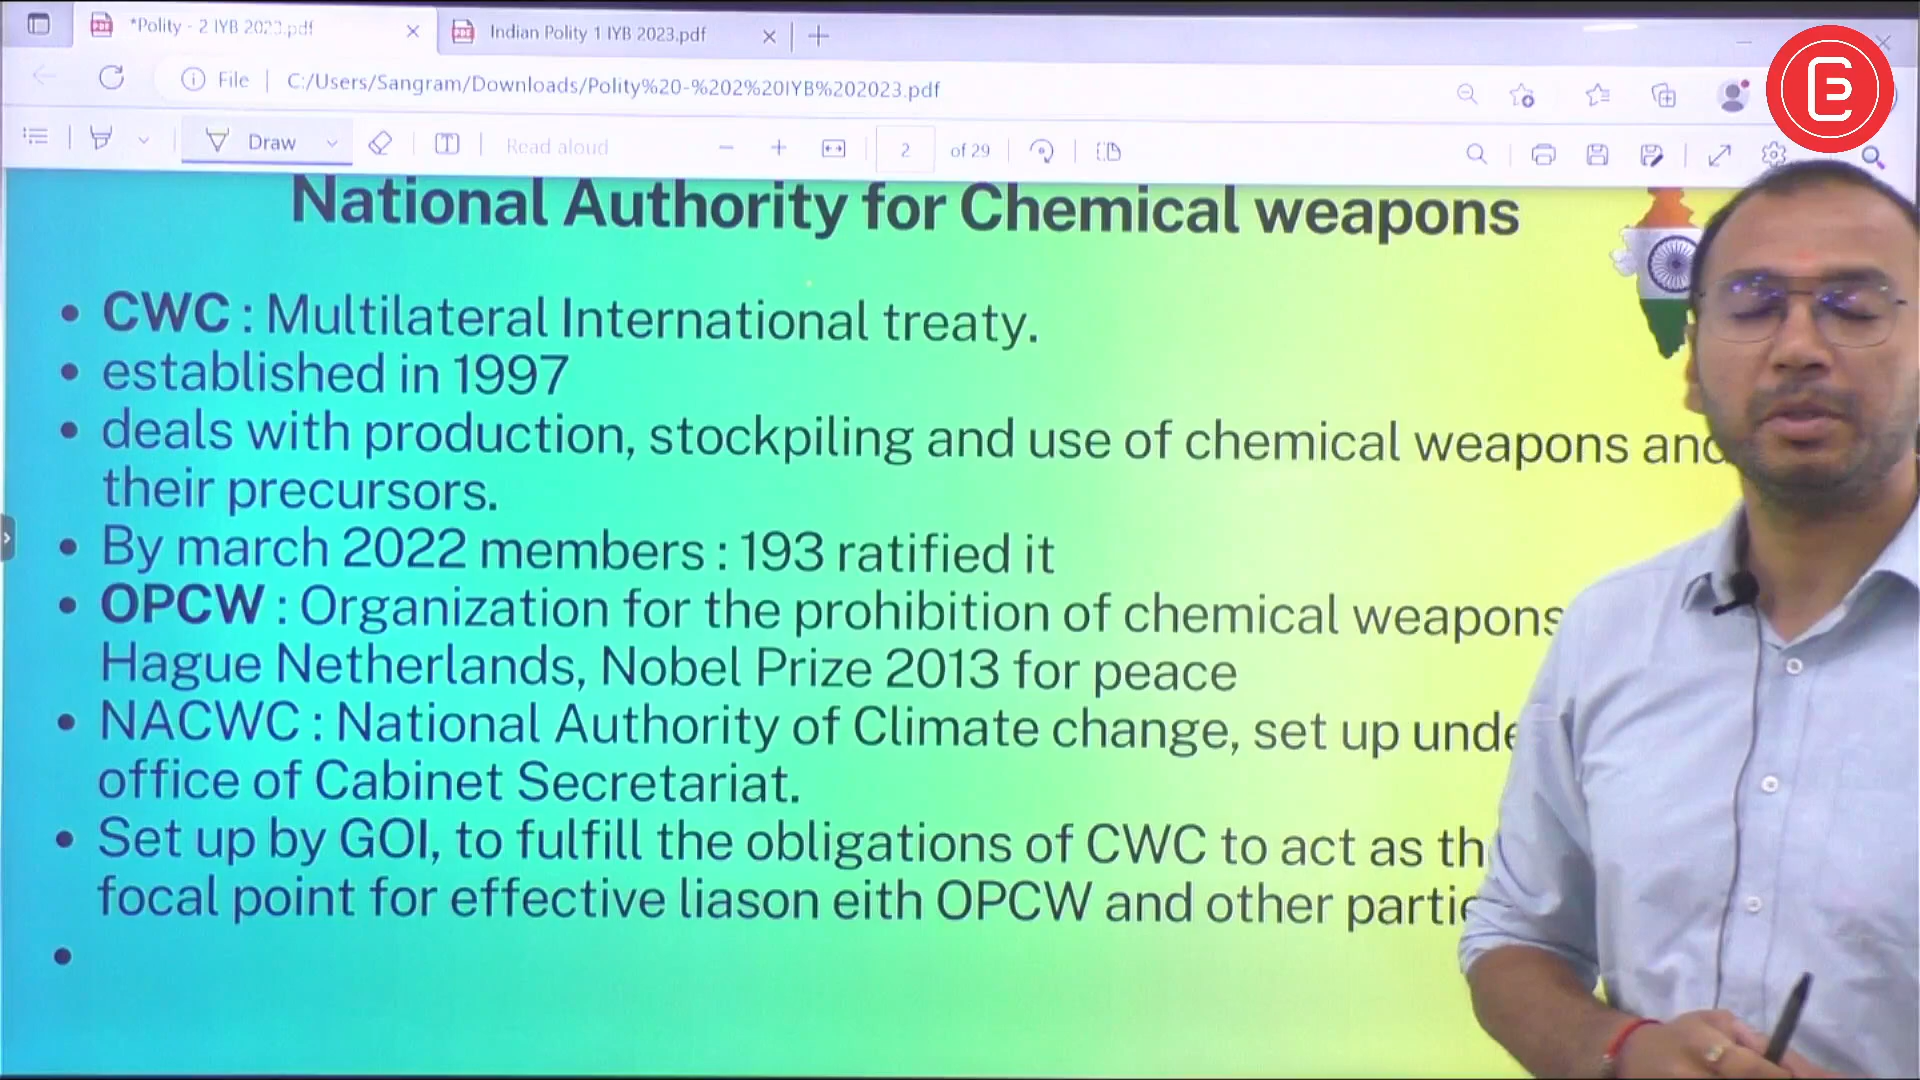 *Polity - 2 IYB 2023.pdf
Indian Polity 1 IYB 2023.pdf
File
C:/Users/Sangram/Downloads/Polity%20-%202%20IYB%202023.pdf
Draw
Read aloud
2
of 29
National Authority for Chemical weapons
• CWC : Multilateral International treaty.
• established in 1997
• deals with production, stockpiling and use of chemical weapons and
their precursors.
• By march 2022 members : 193 ratified it
• OPCW : Organization for the prohibition of chemical weapons
Hague Netherlands, Nobel Prize 2013 for peace
• NACWC : National Authority of Climate change, set up unde
office of Cabinet Secretariat.
• Set up by GOI, to fulfill the obligations of CWC to act as th
focal point for effective liason eith OPCW and other partie
•